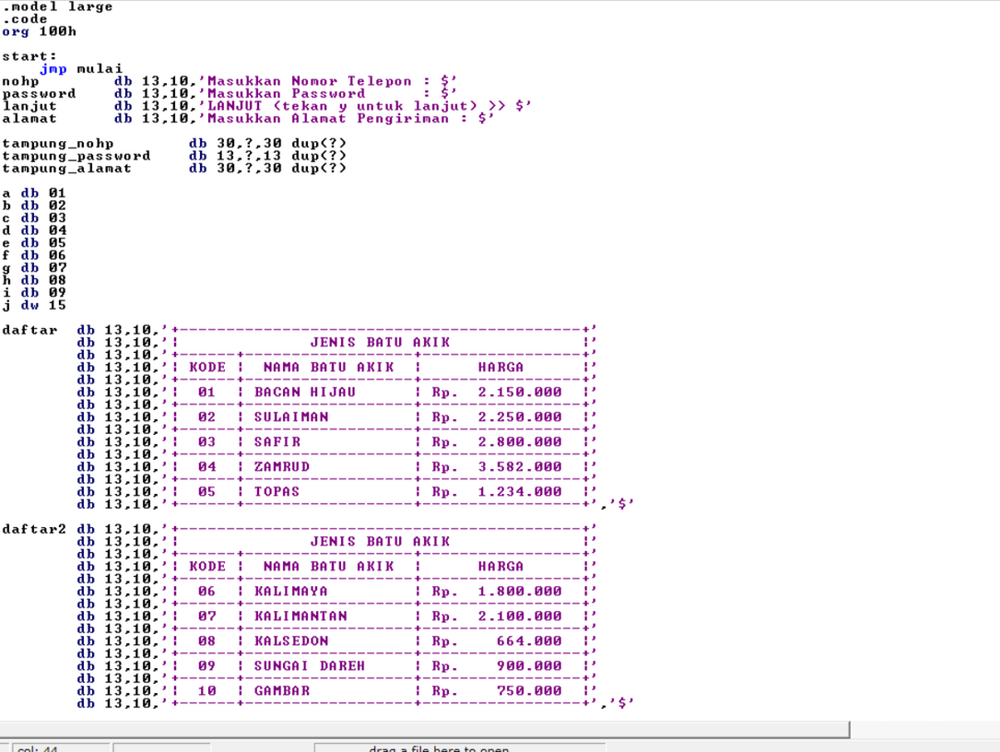 .model large
.code
org 100h
start:
     jmp mulai
nohp        db 13,10,'Masukkan Nomor Telepon : $'
password    db 13,10,'Masukkan Password      : $'
lanjut      db 13,10,'LANJUT (tekan y untuk lanjut) >> $'
alamat      db 13,10,'Masukkan Alamat Pengiriman : $'
tampung_nohp        db 30,?,30 dup(?)
tampung_password    db 13,?,13 dup(?)
tampung_alamat      db 30,?,30 dup(?)
a db 01
b db 02
c db 03
d db 04
e db 05
f db 06
g db 07
h db 08
i db 09
j dw 15
daftar  db 13,10,'+-------------------------------------------+'
        db 13,10,'|              JENIS BATU AKIK              |'
        db 13,10,'+------+------------------+-----------------+'
        db 13,10,'| KODE |  NAMA BATU AKIK  |      HARGA      |'
        db 13,10,'+------+------------------+-----------------+'
        db 13,10,'|  01  | BACAN HIJAU      | Rp.  2.150.000  |'
        db 13,10,'+------+------------------+-----------------+'
        db 13,10,'|  02  | SULAIMAN         | Rp.  2.250.000  |'
        db 13,10,'+------+------------------+-----------------+'
        db 13,10,'|  03  | SAFIR            | Rp.  2.800.000  |'
        db 13,10,'+------+------------------+-----------------+'
        db 13,10,'|  04  | ZAMRUD           | Rp.  3.582.000  |'
        db 13,10,'+------+------------------+-----------------+'
        db 13,10,'|  05  | TOPAS            | Rp.  1.234.000  |'
        db 13,10,'+------+------------------+-----------------+','$'
daftar2 db 13,10,'+-------------------------------------------+'
        db 13,10,'|              JENIS BATU AKIK              |'
        db 13,10,'+------+------------------+-----------------+'
        db 13,10,'| KODE |  NAMA BATU AKIK  |      HARGA      |'
        db 13,10,'+------+------------------+-----------------+'
        db 13,10,'|  06  | KALIMAYA         | Rp.  1.800.000  |'
        db 13,10,'+------+------------------+-----------------+'
        db 13,10,'|  07  | KALIMANTAN       | Rp.  2.100.000  |'
        db 13,10,'+------+------------------+-----------------+'
        db 13,10,'|  08  | KALSEDON         | Rp.    664.000  |'
        db 13,10,'+------+------------------+-----------------+'
        db 13,10,'|  09  | SUNGAI DAREH     | Rp.    900.000  |'
        db 13,10,'+------+------------------+-----------------+'
        db 13,10,'|  10  | GAMBAR           | Rp.    750.000  |'
        db 13,10,'+------+------------------+-----------------+','$'
col: 44 drag a file here to open